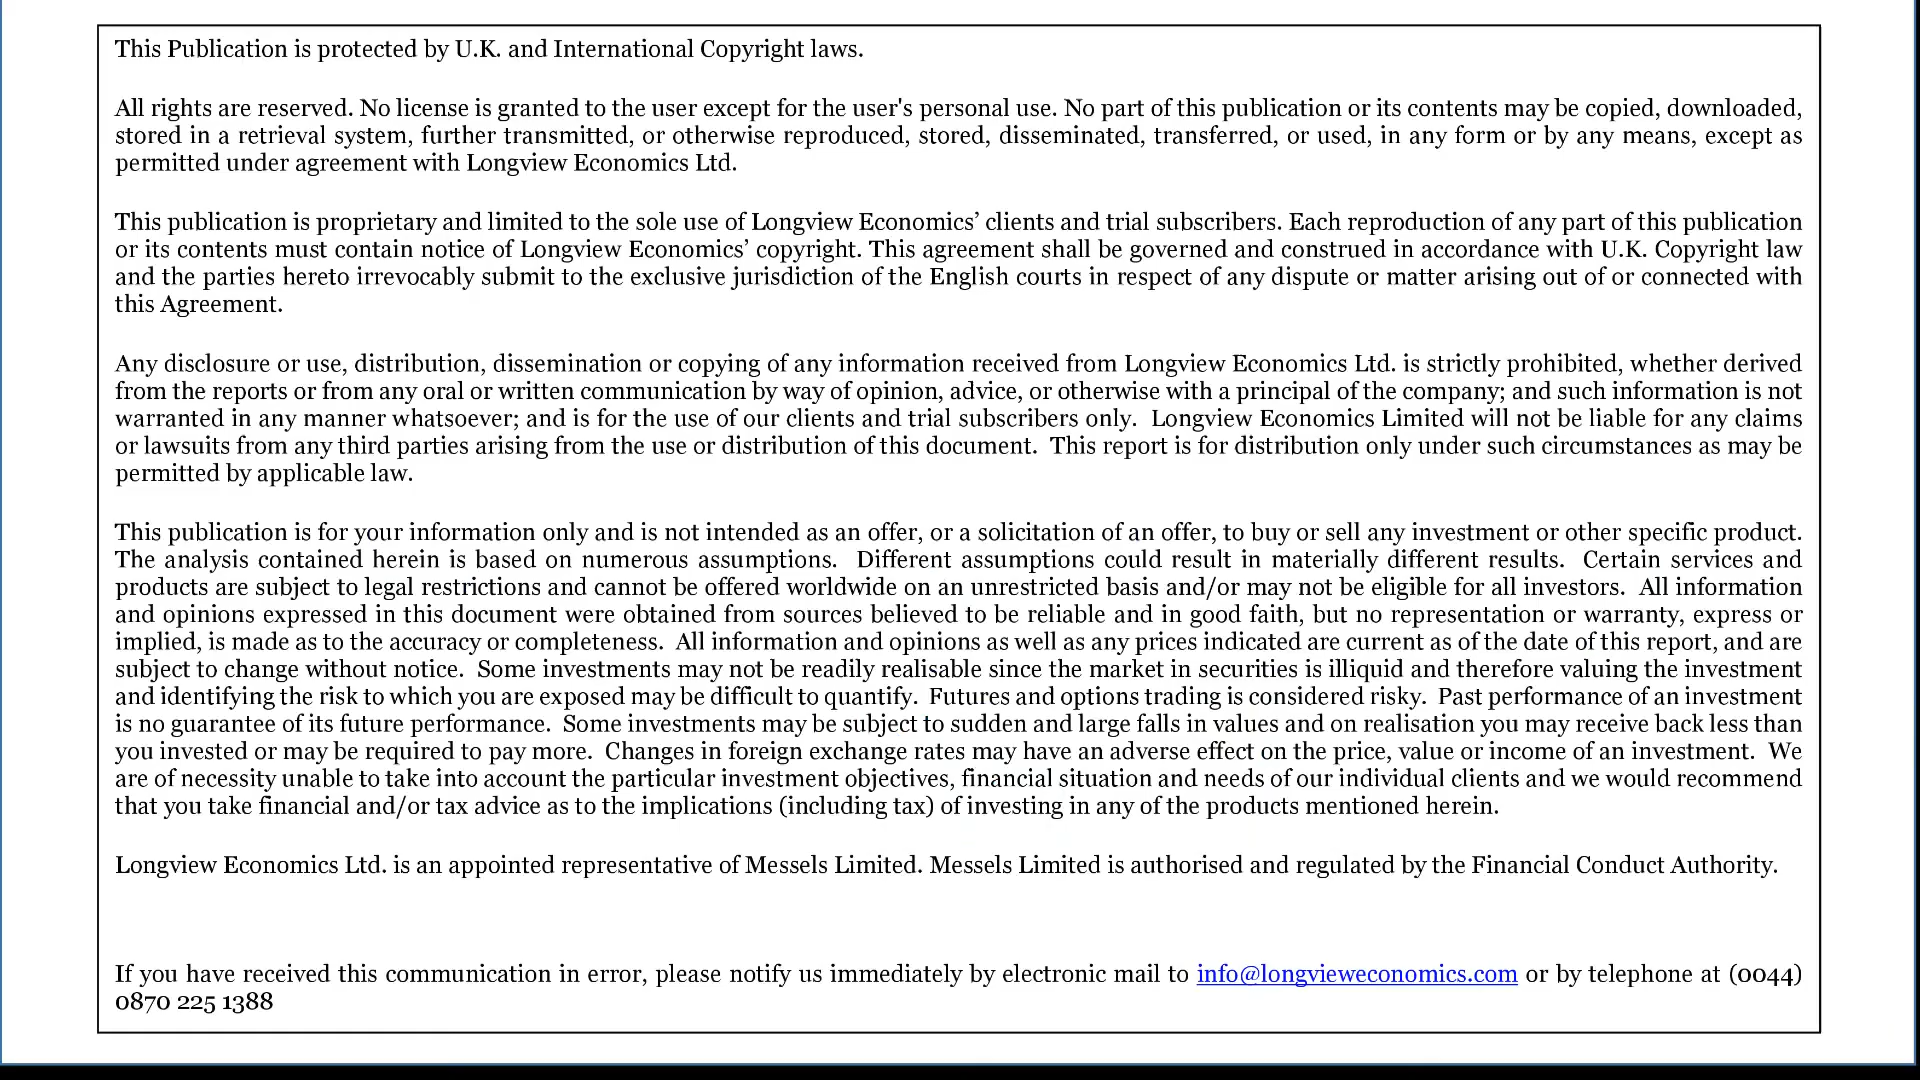 This Publication is protected by U.K. and International Copyright laws.
All rights are reserved. No license is granted to the user except for the user's personal use. No part of this publication or its contents may be copied, downloaded,
stored in a retrieval system, further transmitted, or otherwise reproduced, stored, disseminated, transferred, or used, in any form or by any means, except as
permitted under agreement with Longview Economics Ltd.
This publication is proprietary and limited to the sole use of Longview Economics’ clients and trial subscribers. Each reproduction of any part of this publication
or its contents must contain notice of Longview Economics’ copyright. This agreement shall be governed and construed in accordance with U.K. Copyright law
and the parties hereto irrevocably submit to the exclusive jurisdiction of the English courts in respect of any dispute or matter arising out of or connected with
this Agreement.
Any disclosure or use, distribution, dissemination or copying of any information received from Longview Economics Ltd. is strictly prohibited, whether derived
from the reports or from any oral or written communication by way of opinion, advice, or otherwise with a principal of the company; and such information is not
warranted in any manner whatsoever; and is for the use of our clients and trial subscribers only.  Longview Economics Limited will not be liable for any claims
or lawsuits from any third parties arising from the use or distribution of this document.  This report is for distribution only under such circumstances as may be
permitted by applicable law.
This publication is for your information only and is not intended as an offer, or a solicitation of an offer, to buy or sell any investment or other specific product.
The analysis contained herein is based on numerous assumptions.  Different assumptions could result in materially different results.  Certain services and
products are subject to legal restrictions and cannot be offered worldwide on an unrestricted basis and/or may not be eligible for all investors.  All information
and opinions expressed in this document were obtained from sources believed to be reliable and in good faith, but no representation or warranty, express or
implied, is made as to the accuracy or completeness.  All information and opinions as well as any prices indicated are current as of the date of this report, and are
subject to change without notice.  Some investments may not be readily realisable since the market in securities is illiquid and therefore valuing the investment
and identifying the risk to which you are exposed may be difficult to quantify.  Futures and options trading is considered risky.  Past performance of an investment
is no guarantee of its future performance.  Some investments may be subject to sudden and large falls in values and on realisation you may receive back less than
you invested or may be required to pay more.  Changes in foreign exchange rates may have an adverse effect on the price, value or income of an investment.  We
are of necessity unable to take into account the particular investment objectives, financial situation and needs of our individual clients and we would recommend
that you take financial and/or tax advice as to the implications (including tax) of investing in any of the products mentioned herein.
Longview Economics Ltd. is an appointed representative of Messels Limited. Messels Limited is authorised and regulated by the Financial Conduct Authority.
If you have received this communication in error, please notify us immediately by electronic mail to info@longvieweconomics.com or by telephone at (0044)
0870 225 1388